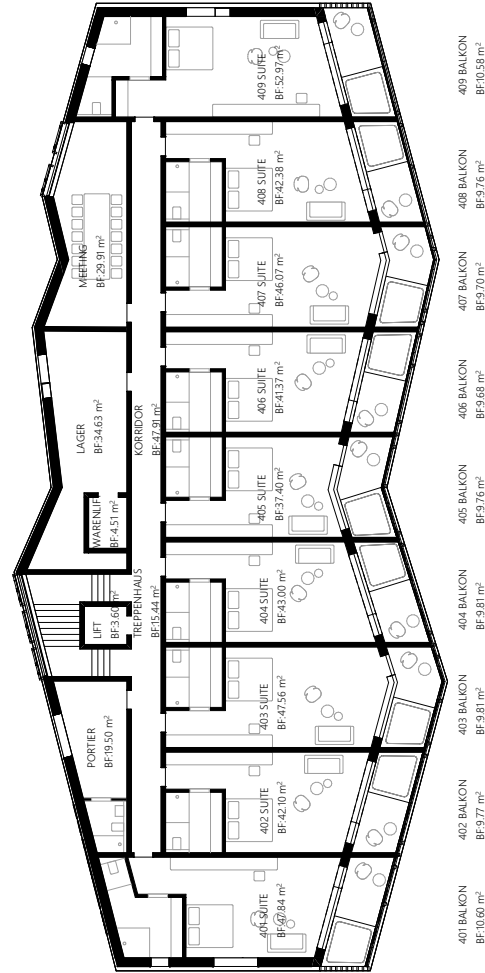 409 SUITE
BF:52.97 m²
409 BALKON
BF:10.58 m²
408 SUITE
BF:42.38 m²
408 BALKON
BF:9.76 m²
MEETING
BF:29.91 m²
407 SUITE
BF:46.07 m²
407 BALKON
BF:9.70 m²
406 SUITE
BF:41.37 m²
406 BALKON
BF:9.68 m²
LAGER
BF:34.63 m²
KORRIDOR
BF:47.91 m²
405 SUITE
BF:37.40 m²
405 BALKON
BF:9.76 m²
WARENLIF
BF:4.51 m²
404 SUITE
BF:43.00 m²
404 BALKON
BF:9.81 m²
LIFT
BF:3.60 m²
TREPPENHAUS
BF:15.44 m²
403 SUITE
BF:47.56 m²
403 BALKON
BF:9.81 m²
PORTIER
BF:19.50 m²
402 SUITE
BF:42.10 m²
402 BALKON
BF:9.77 m²
401 SUITE
BF:47.84 m²
401 BALKON
BF:10.60 m²